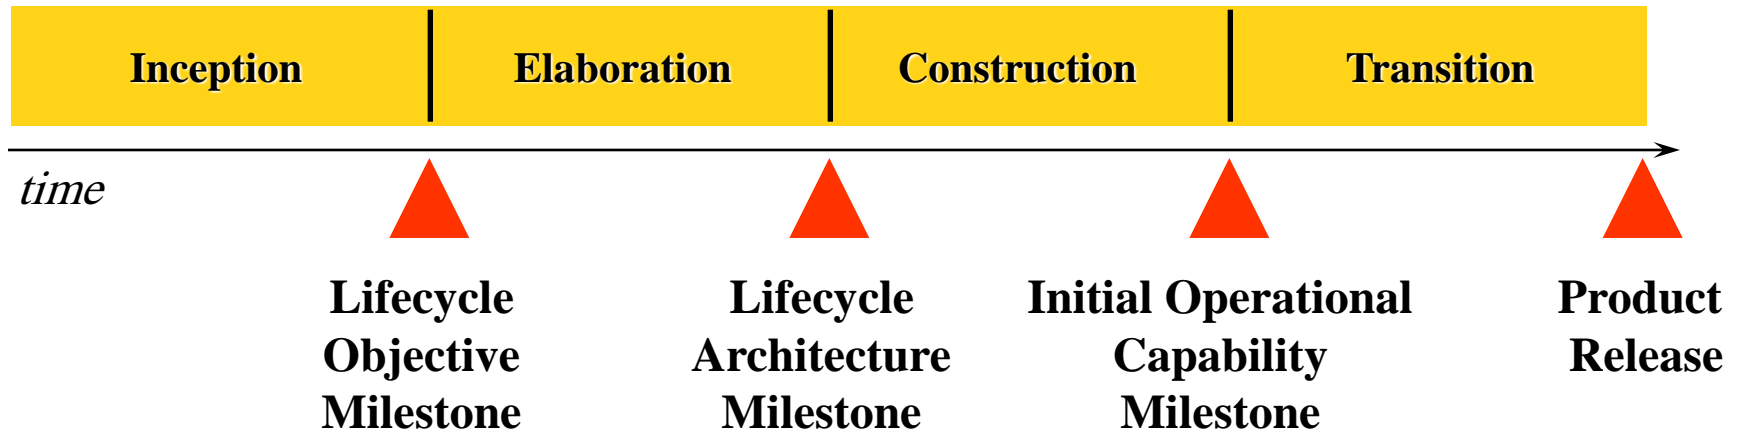 Inception Elaboration Construction Transition
time
Lifecycle Objective Milestone
Lifecycle Architecture Milestone
Initial Operational Capability Milestone
Product Release